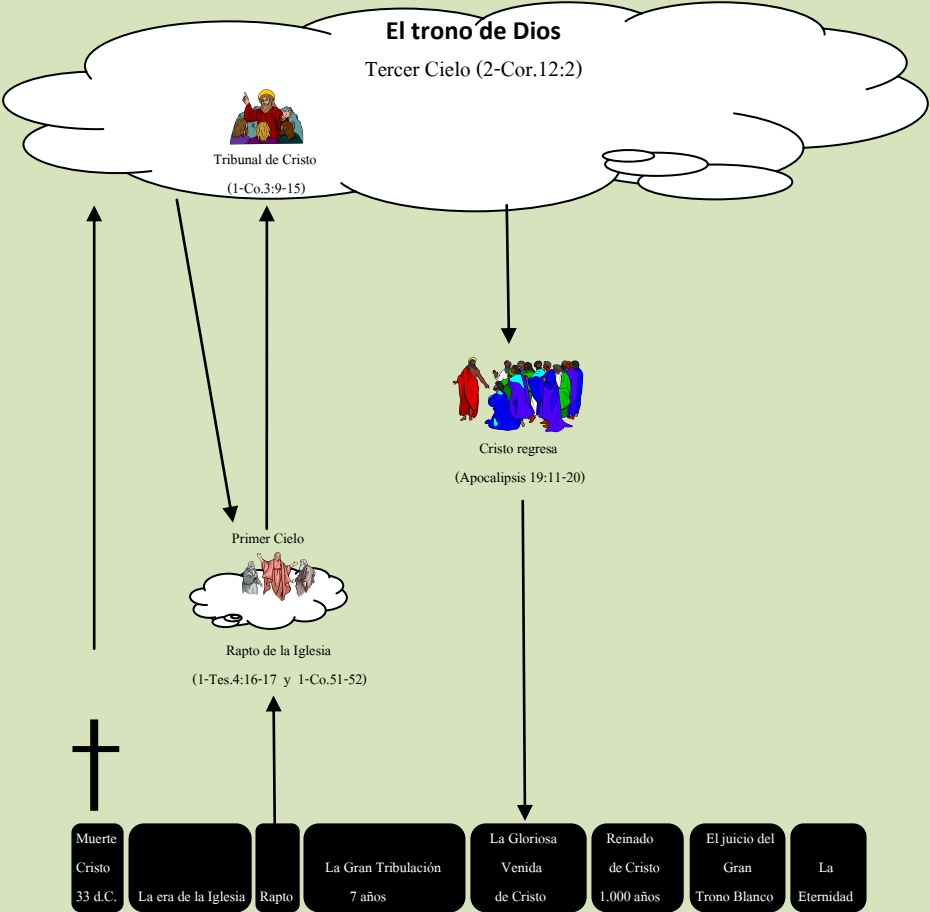 El trono de Dios
Tercer Cielo (2-Cor.12:2)
Tribunal de Cristo
(1-Co.3:9-15)
Cristo regresa
(Apocalipsis 19:11-20)
Primer Cielo
Rapto de la Iglesia
(1-Tes.4:16-17 y 1-Co.51-52)
Muerte
Cristo
33 d.C.
La era de la Iglesia
Rapto
La Gran Tribulación
7 años
La Gloriosa
Venida
de Cristo
Reinado
de Cristo
1.000 años
El juicio del
Gran
Trono Blanco
La
Eternidad